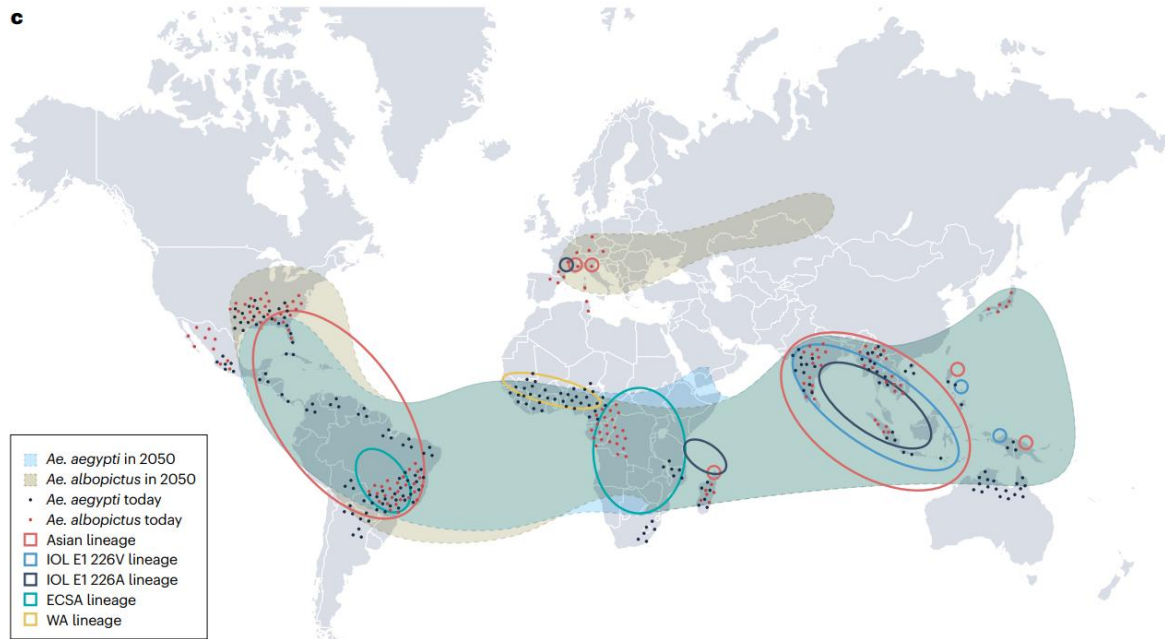 c
Ae. aegypti in 2050
Ae. albopictus in 2050
Ae. aegypti today
Ae. albopictus today
Asian lineage
IOL E1 226V lineage
IOL E1 226A lineage
ECSA lineage
WA lineage